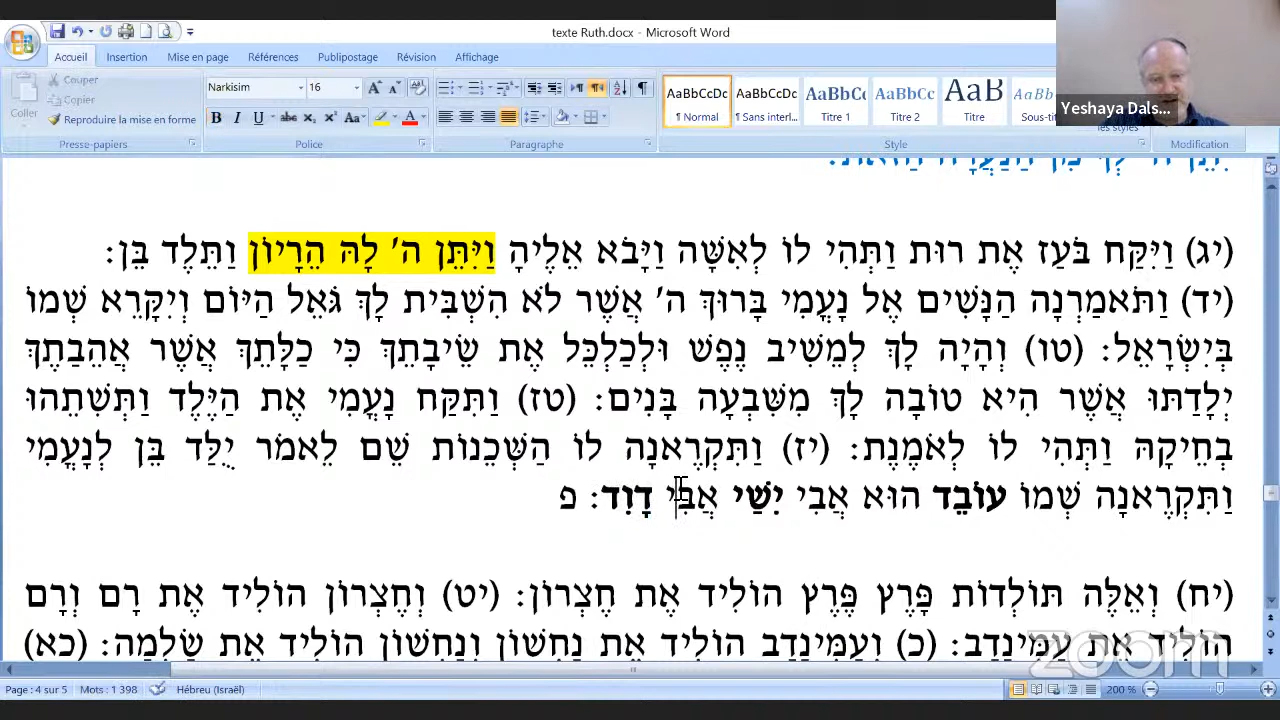 texte Ruth.docx - Microsoft Word
Accueil Insertion Mise en page Références Publipostage Révision Affichage
Coller
Couper
Copier
Reproduire la mise en forme
Presse-papiers
Narkisim 16
Police
Paragraphe
AaBbCcDc ¶ Normal
AaBbCcDc ¶ Sans interl...
AaBbC Titre 1
AaBbCc Titre 2
AaB Titre
Sous-tit
les styles
Style
Modification
Yeshaya Dals...
(יג) וַיִּקַּח בֹּעַז אֶת רוּת וַתְּהִי לוֹ לְאִשָּׁה וַיָּבֹא אֵלֶיהָ וַיִּתֵּן ה' לָהּ הֵרָיוֹן וַתֵּלֶד בֵּן:
(יד) וַתֹּאמַרְנָה הַנָּשִׁים אֶל נָעֳמִי בָּרוּךְ ה' אֲשֶׁר לֹא הִשְׁבִּית לָךְ גֹּאֵל הַיּוֹם וְיִקָּרֵא שְׁמוֹ
בְּיִשְׂרָאֵל: (טו) וְהָיָה לָךְ לְמֵשִׁיב נֶפֶשׁ וּלְכַלְכֵּל אֶת שֵׂיבָתֵךְ כִּי כַלָּתֵךְ אֲשֶׁר אֲהֵבַתֶךְ
יְלָדַתּוּ אֲשֶׁר הִיא טוֹבָה לָךְ מִשִּׁבְעָה בָּנִים: (טז) וַתִּקַּח נָעֳמִי אֶת הַיֶּלֶד וַתְּשִׁתֵהוּ
בְחֵיקָהּ וַתְּהִי לוֹ לְאֹמֶנֶת: (יז) וַתִּקְרֶאנָה לוֹ הַשְּׁכֵנוֹת שֵׁם לֵאמֹר יֻלַּד בֵּן לְנָעֳמִי
וַתִּקְרֶאנָה שְׁמוֹ עוֹבֵד הוּא אֲבִי יִשַׁי אֲבִי דָוִד: פ
(יח) וְאֵלֶּה תּוֹלְדוֹת פָּרֶץ פֶּרֶץ הוֹלִיד אֶת חֶצְרוֹן: (יט) וְחֶצְרוֹן הוֹלִיד אֶת רָם וְרָם
הוֹלִיד אֶת עַמִּינָדָב: (כ) וְעַמִּינָדָב הוֹלִיד אֶת נַחְשׁוֹן וְנַחְשׁוֹן הוֹלִיד אֶת שַׂלְמָה: (כא)
zoom
Page : 4 sur 5 Mots : 1 398 Hébreu (Israël) 200 %